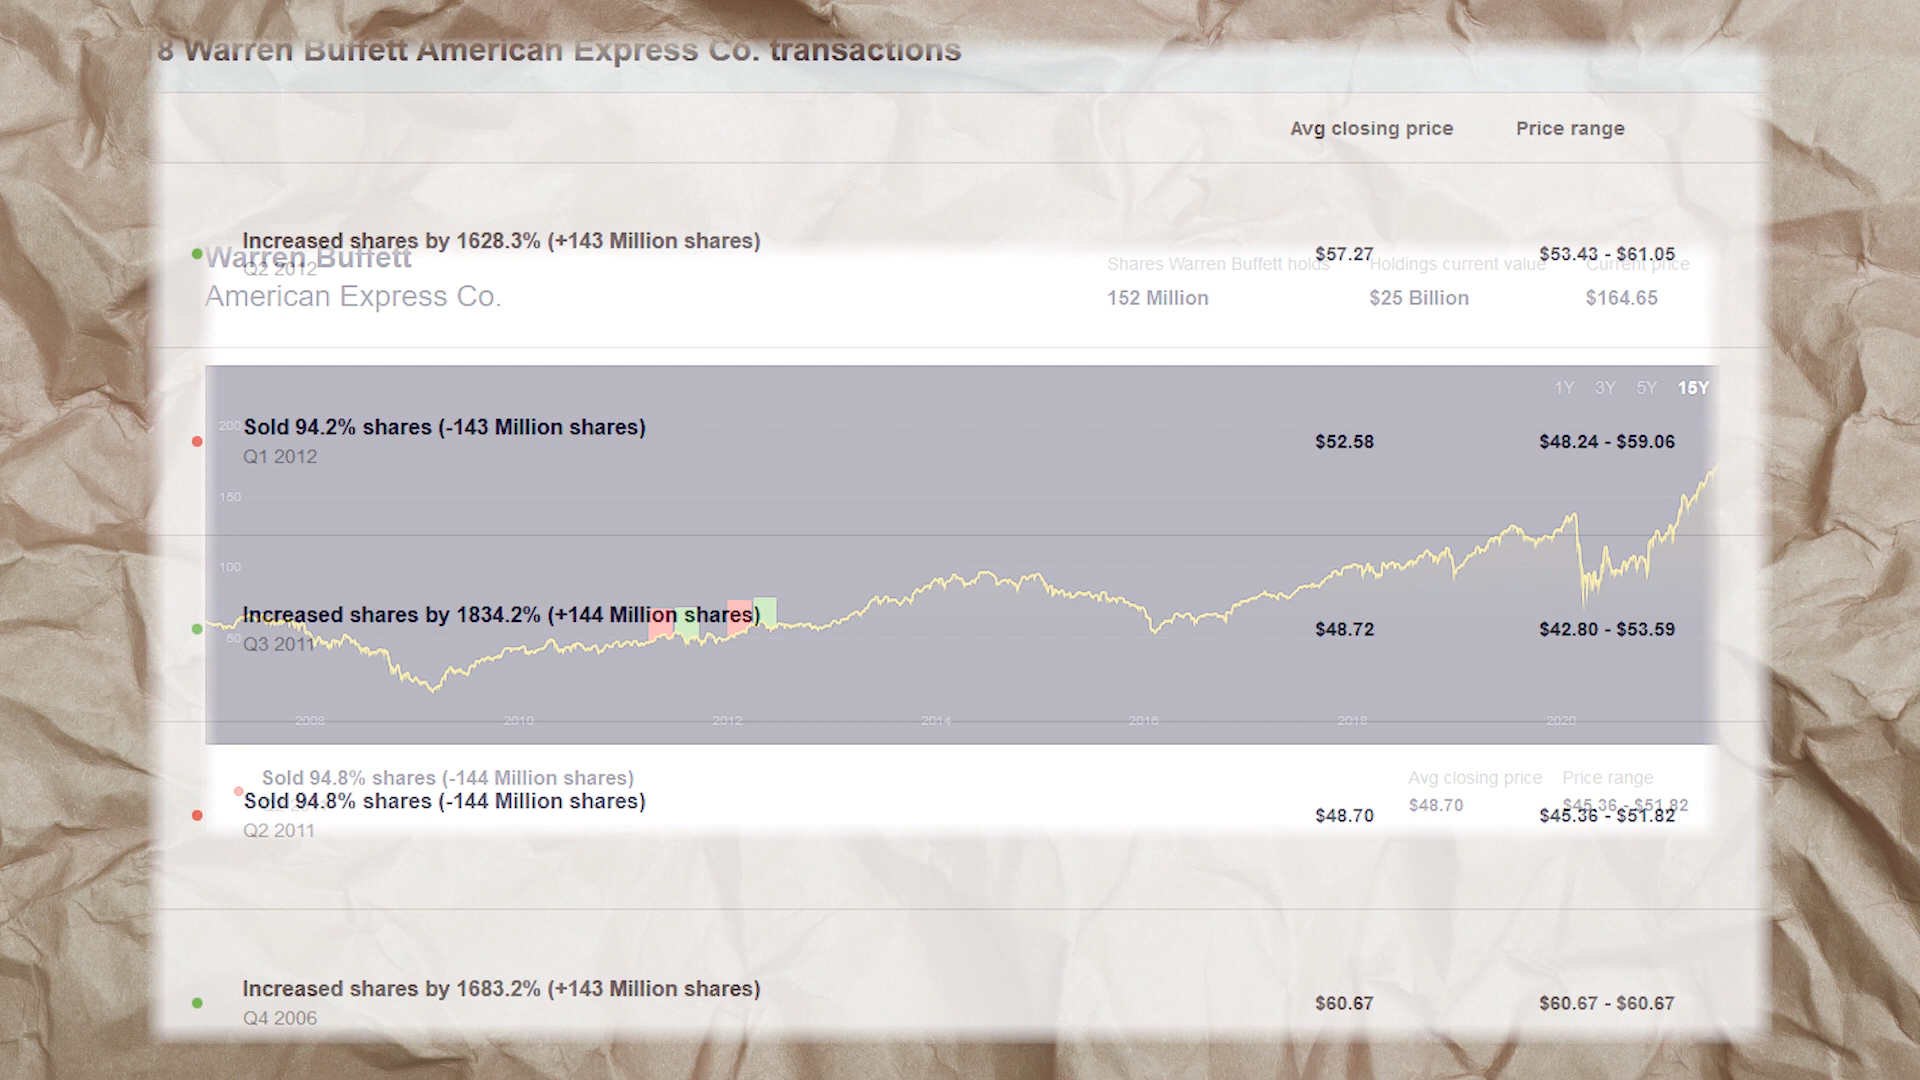 8 Warren Buffett American Express Co. transactions
Avg closing price Price range
Increased shares by 1628.3% (+143 Million shares)
Q2 2012
$57.27 $53.43 - $61.05
Warren Buffett
American Express Co.
Shares Warren Buffett holds Holdings current value Current price
152 Million $25 Billion $164.65
1Y 3Y 5Y 15Y
200
Sold 94.2% shares (-143 Million shares)
Q1 2012
$52.58 $48.24 - $59.06
150
100
Increased shares by 1834.2% (+144 Million shares)
Q3 2011
$48.72 $42.80 - $53.59
50
2008 2010 2012 2014 2016 2018 2020
Sold 94.8% shares (-144 Million shares)
Avg closing price Price range
$48.70 $45.36 - $51.82
Sold 94.8% shares (-144 Million shares)
Q2 2011
$48.70 $45.36 - $51.82
Increased shares by 1683.2% (+143 Million shares)
Q4 2006
$60.67 $60.67 - $60.67